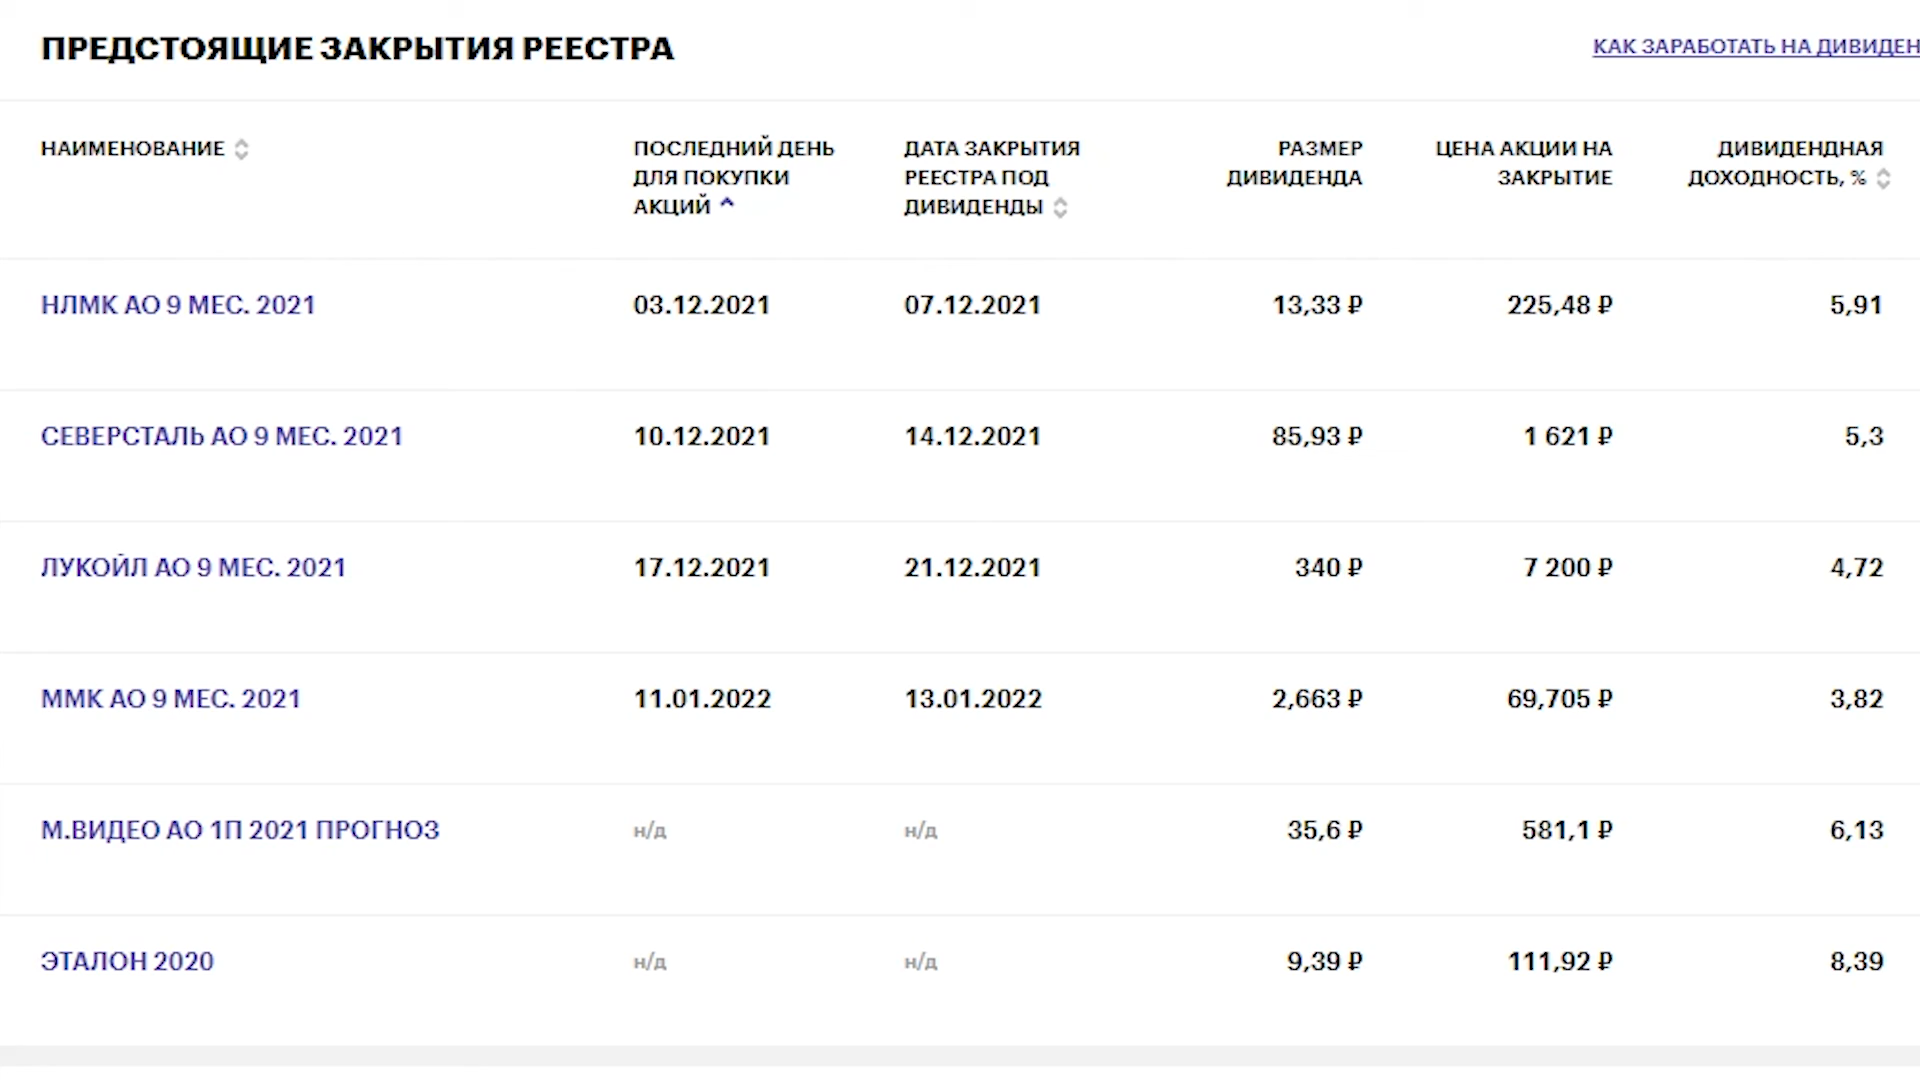 ПРЕДСТОЯЩИЕ ЗАКРЫТИЯ РЕЕСТРА
КАК ЗАРАБОТАТЬ НА ДИВИДЕН
НАИМЕНОВАНИЕ
ПОСЛЕДНИЙ ДЕНЬ
ДЛЯ ПОКУПКИ
АКЦИЙ
ДАТА ЗАКРЫТИЯ
РЕЕСТРА ПОД
ДИВИДЕНДЫ
РАЗМЕР
ДИВИДЕНДА
ЦЕНА АКЦИИ НА
ЗАКРЫТИЕ
ДИВИДЕНДНАЯ
ДОХОДНОСТЬ, %
НЛМК АО 9 МЕС. 2021 03.12.2021 07.12.2021 13,33 ₽ 225,48 ₽ 5,91
СЕВЕРСТАЛЬ АО 9 МЕС. 2021 10.12.2021 14.12.2021 85,93 ₽ 1 621 ₽ 5,3
ЛУКОЙЛ АО 9 МЕС. 2021 17.12.2021 21.12.2021 340 ₽ 7 200 ₽ 4,72
ММК АО 9 МЕС. 2021 11.01.2022 13.01.2022 2,663 ₽ 69,705 ₽ 3,82
М.ВИДЕО АО 1П 2021 ПРОГНОЗ н/д н/д 35,6 ₽ 581,1 ₽ 6,13
ЭТАЛОН 2020 н/д н/д 9,39 ₽ 111,92 ₽ 8,39